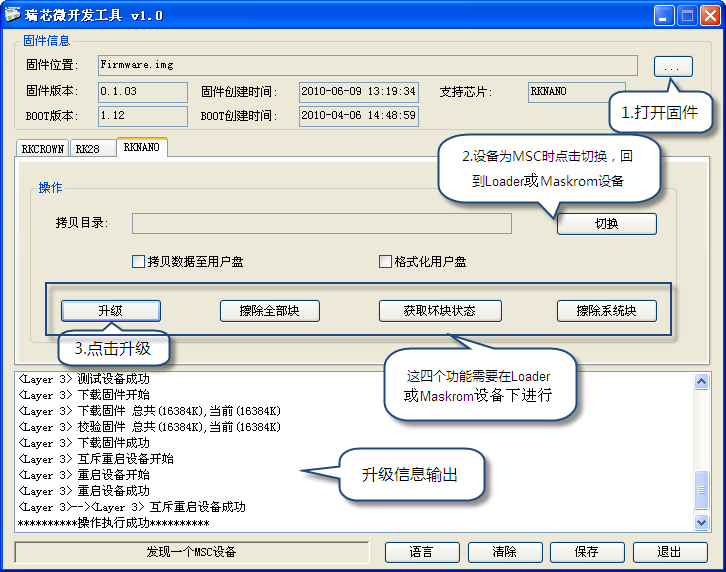 瑞芯微开发工具 v1.0
固件信息
固件位置: Firmware.img ...
固件版本: 0.1.03 固件创建时间: 2010-06-09 13:19:34 支持芯片: RKNANO
BOOT版本: 1.12 BOOT创建时间: 2010-04-06 14:48:59
1.打开固件
RKCROWN RK28 RKNANO
2.设备为MSC时点击切换，回
到Loader或Maskrom设备
操作
拷贝目录: 切换
拷贝数据至用户盘 格式化用户盘
升级 擦除全部块 获取坏块状态 擦除系统块
3.点击升级
这四个功能需要在Loader
或Maskrom设备下进行
<Layer 3> 测试设备成功
<Layer 3> 下载固件开始
<Layer 3> 下载固件 总共(16384K),当前(16384K)
<Layer 3> 校验固件 总共(16384K),当前(16384K)
<Layer 3> 下载固件成功
<Layer 3> 互斥重启设备开始
<Layer 3> 重启设备开始
<Layer 3> 重启设备成功
<Layer 3>--><Layer 3> 互斥重启设备成功
**********操作执行成功**********
升级信息输出
发现一个MSC设备 语言 清除 保存 退出